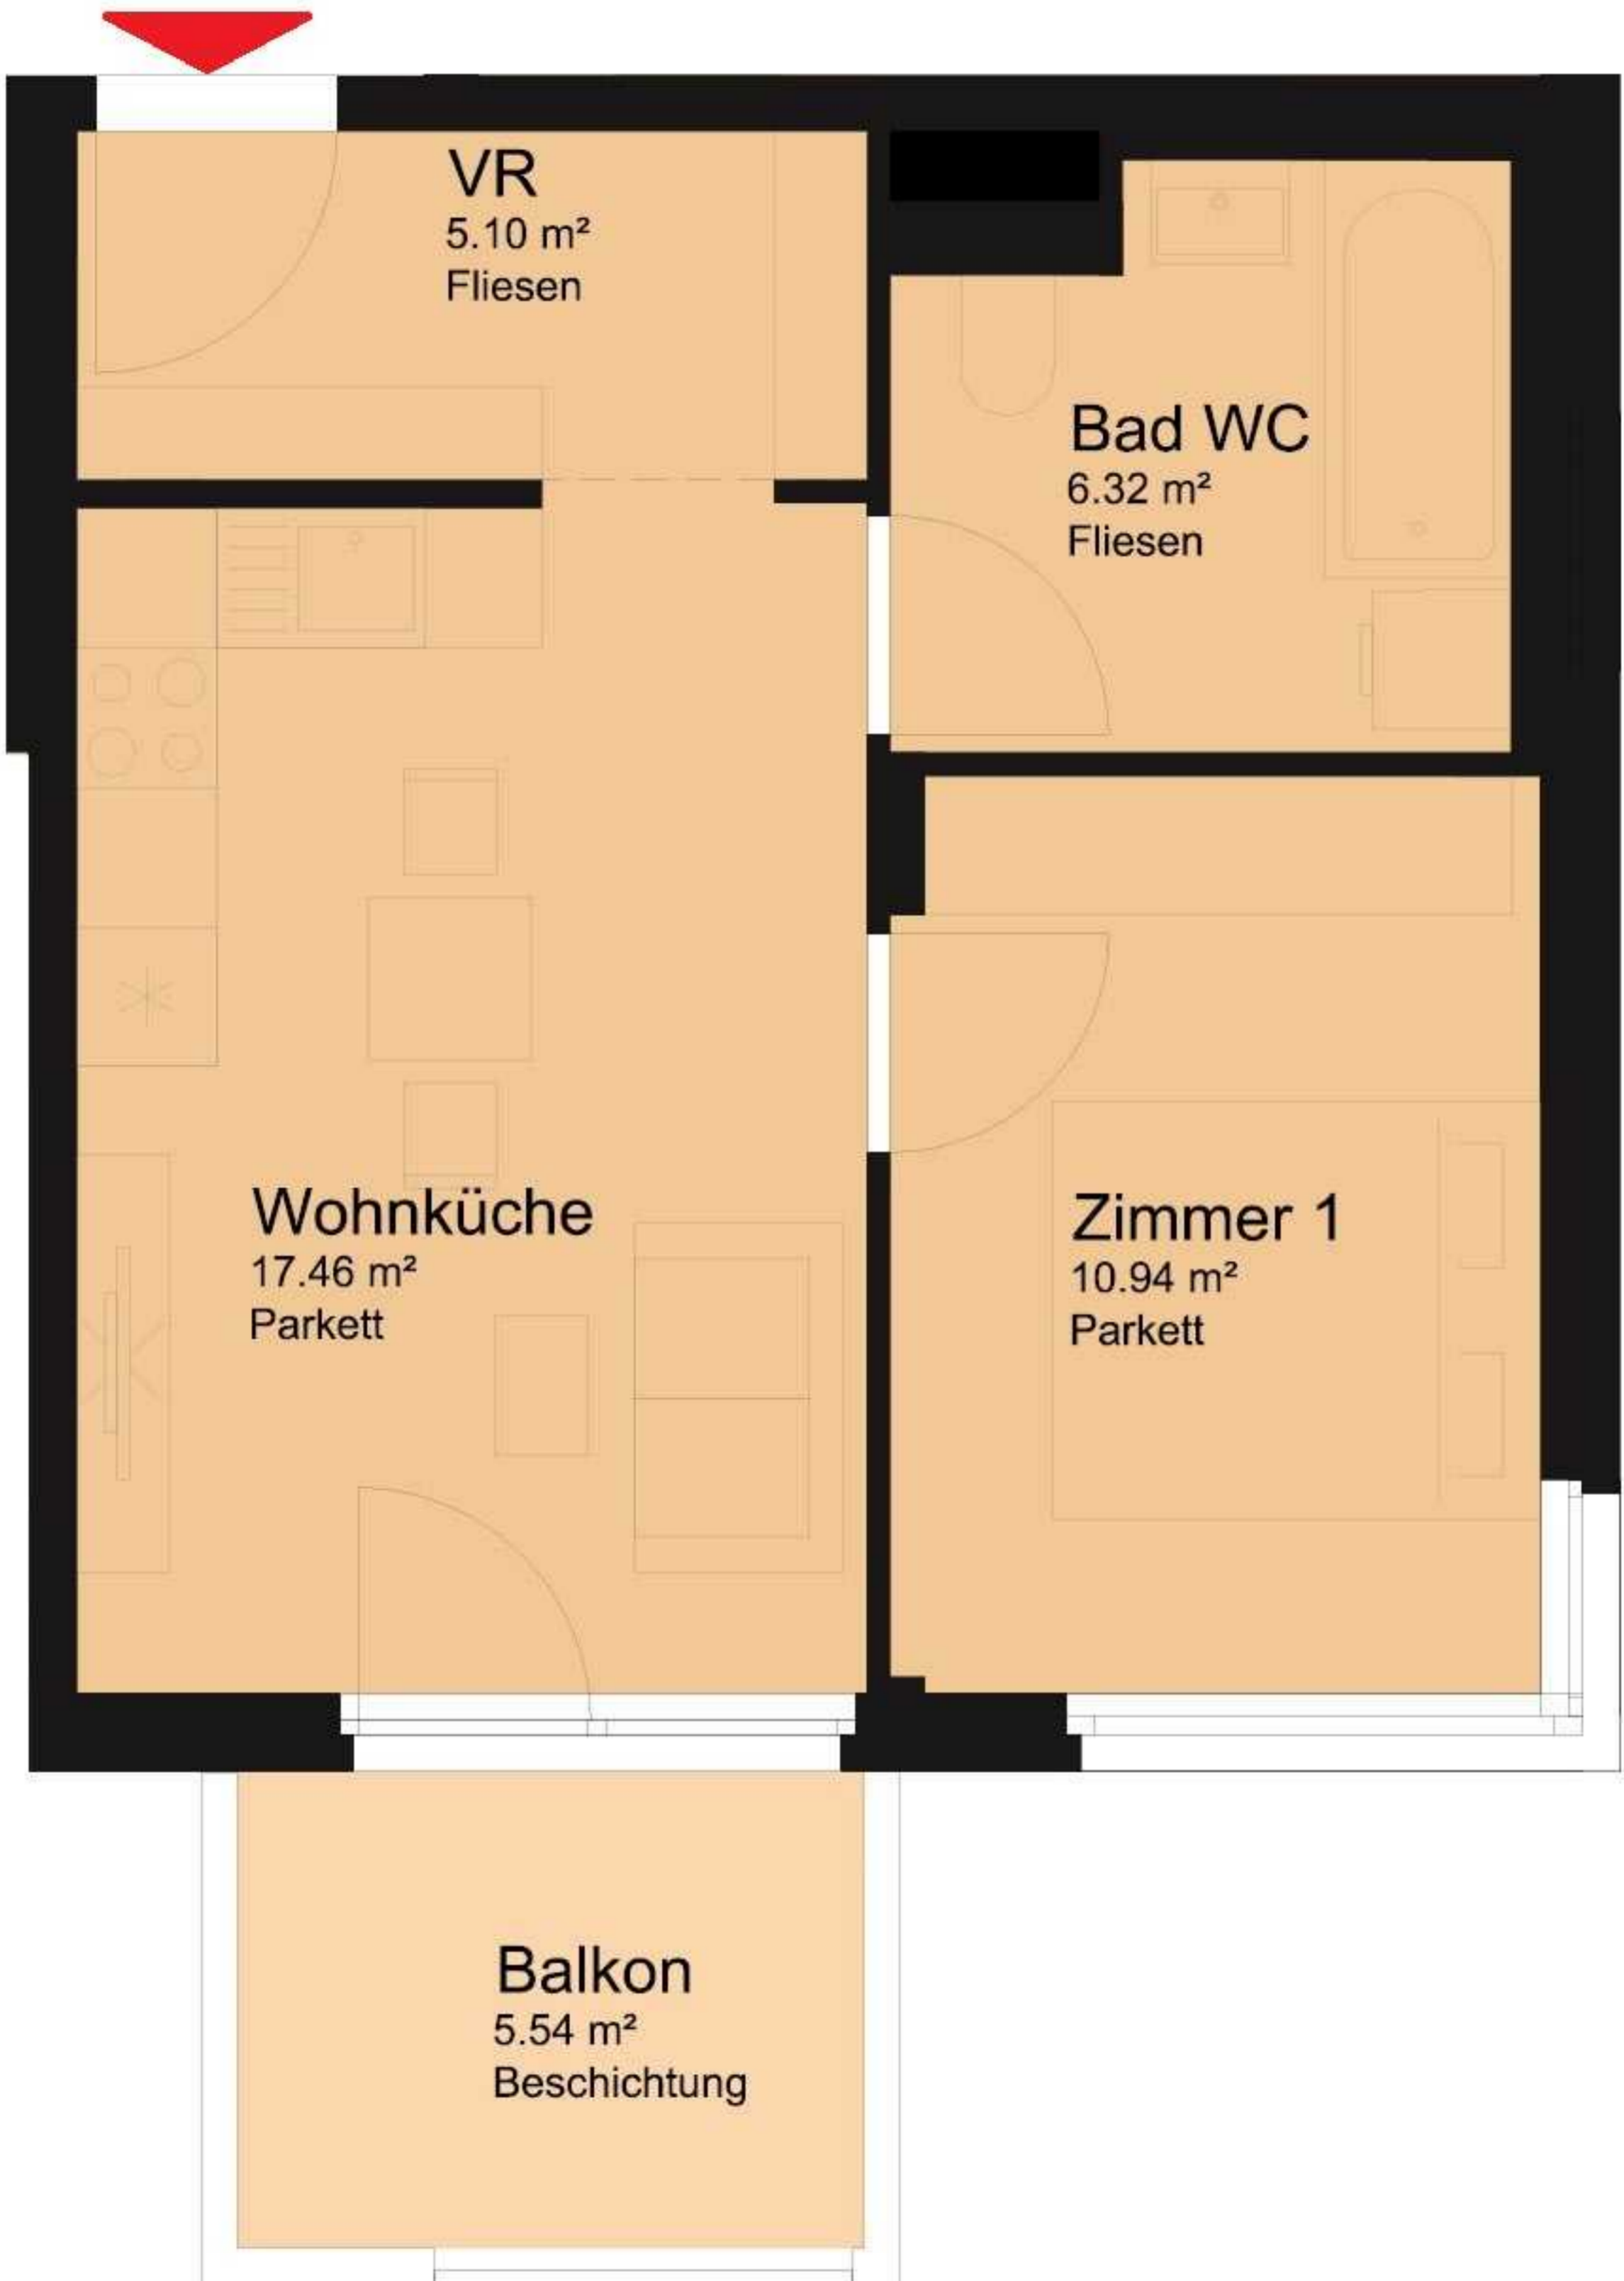 VR
5.10 m²
Fliesen
Bad WC
6.32 m²
Fliesen
Wohnküche
17.46 m²
Parkett
Zimmer 1
10.94 m²
Parkett
Balkon
5.54 m²
Beschichtung